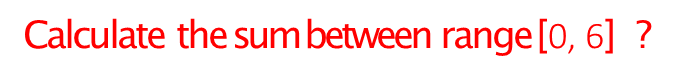 Calculate the sum between range [0, 6] ?